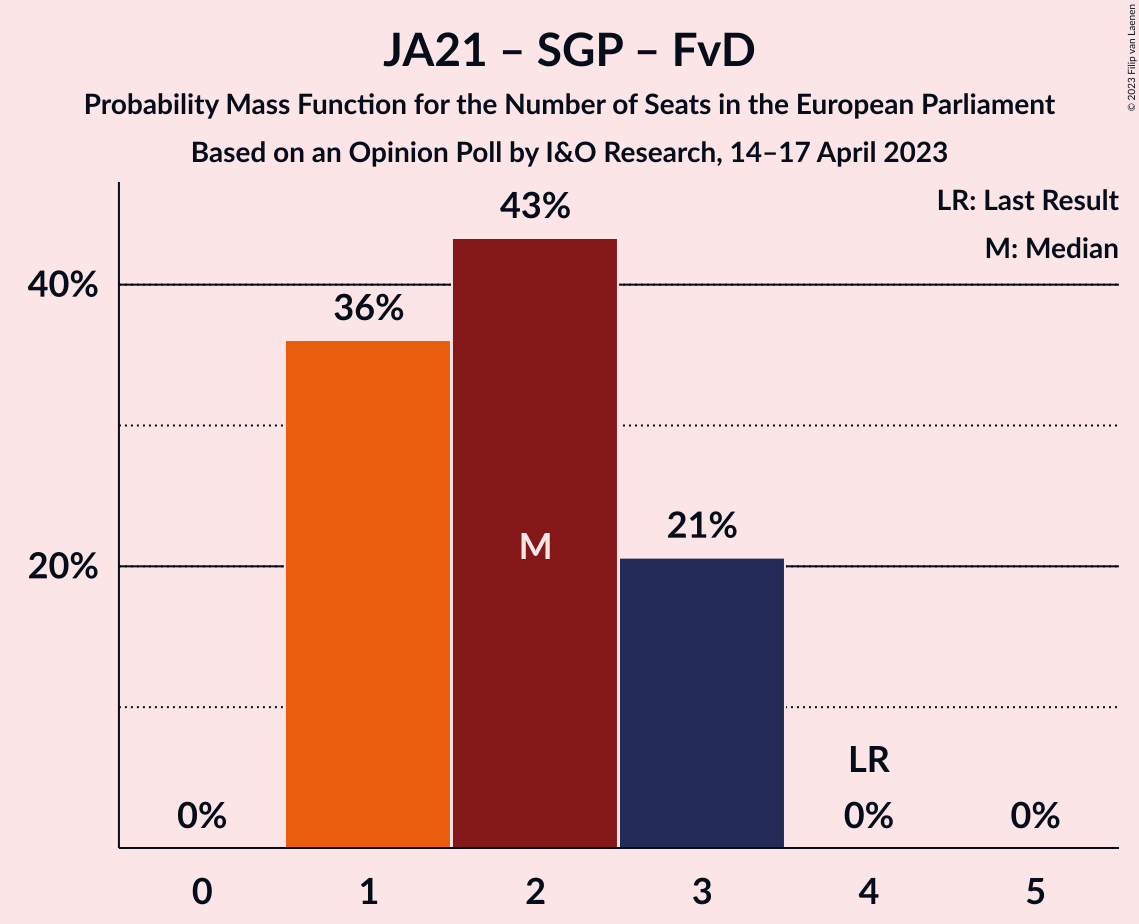 JA21 – SGP – FvD
Probability Mass Function for the Number of Seats in the European Parliament
Based on an Opinion Poll by I&O Research, 14–17 April 2023
© 2023 Filip van Laenen
LR: Last Result
M: Median
43%
40%
36%
M
21%
20%
LR
0%
0%
0%
0
1
2
3
4
5